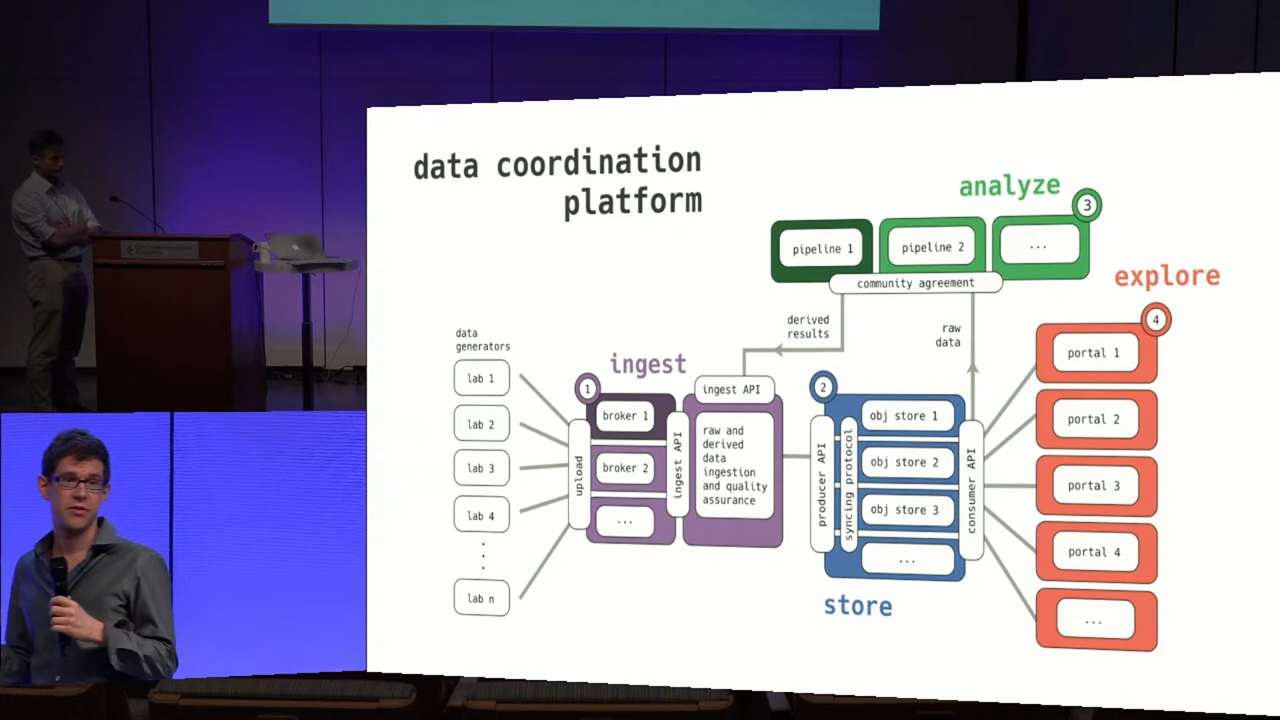 data coordination
platform
analyze
3
pipeline 1
pipeline 2
...
community agreement
explore
4
derived
results
raw
data
data
generators
lab 1
lab 2
lab 3
lab 4
lab n
ingest
1
upload
broker 1
broker 2
...
ingest API
ingest API
raw and
derived
data
ingestion
and quality
assurance
2
producer API
syncing protocol
obj store 1
obj store 2
obj store 3
...
consumer API
store
portal 1
portal 2
portal 3
portal 4
...